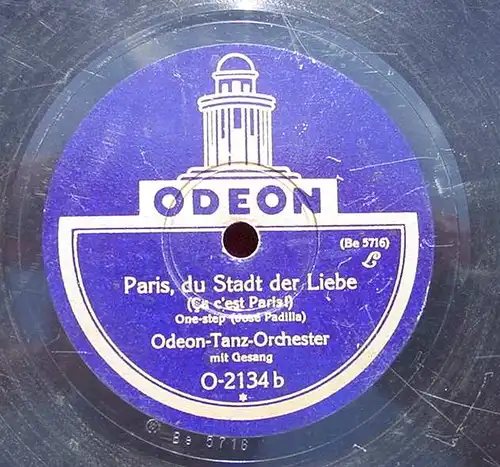 ODEON
(Be 5716)
L
Paris, du Stadt der Liebe
(Ça c'est Paris!)
One-step (José Padilla)
Odeon-Tanz-Orchester
mit Gesang
O-2134 b
*
Be 5716